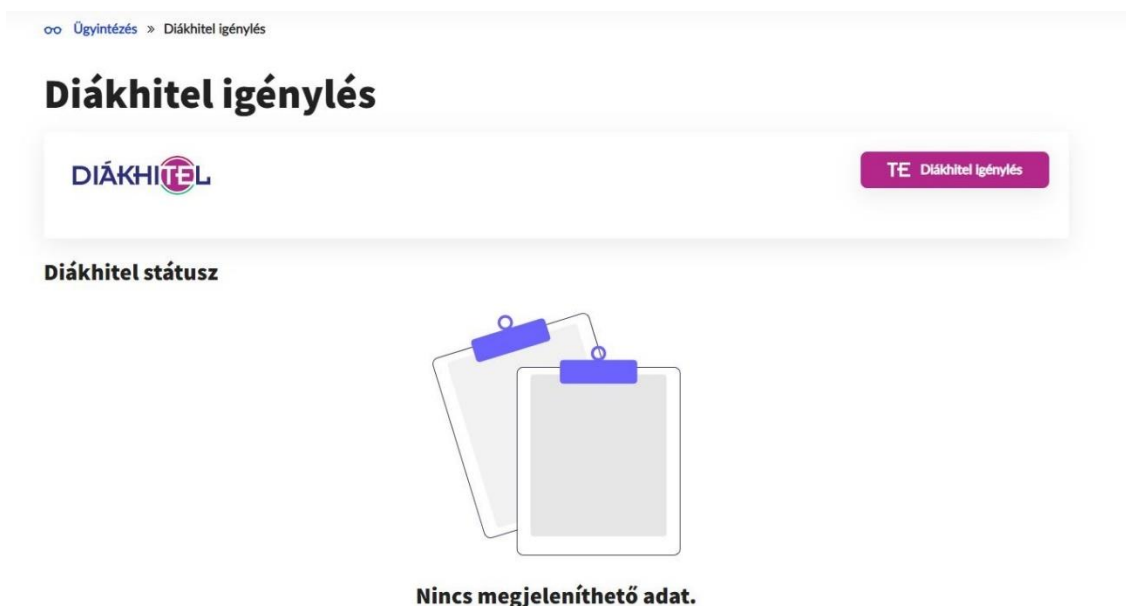 Ügyintézés » Diákhitel igénylés
Diákhitel igénylés
DIÁKHITEL
TE Diákhitel Igénylés
Diákhitel státusz
Nincs megjeleníthető adat.